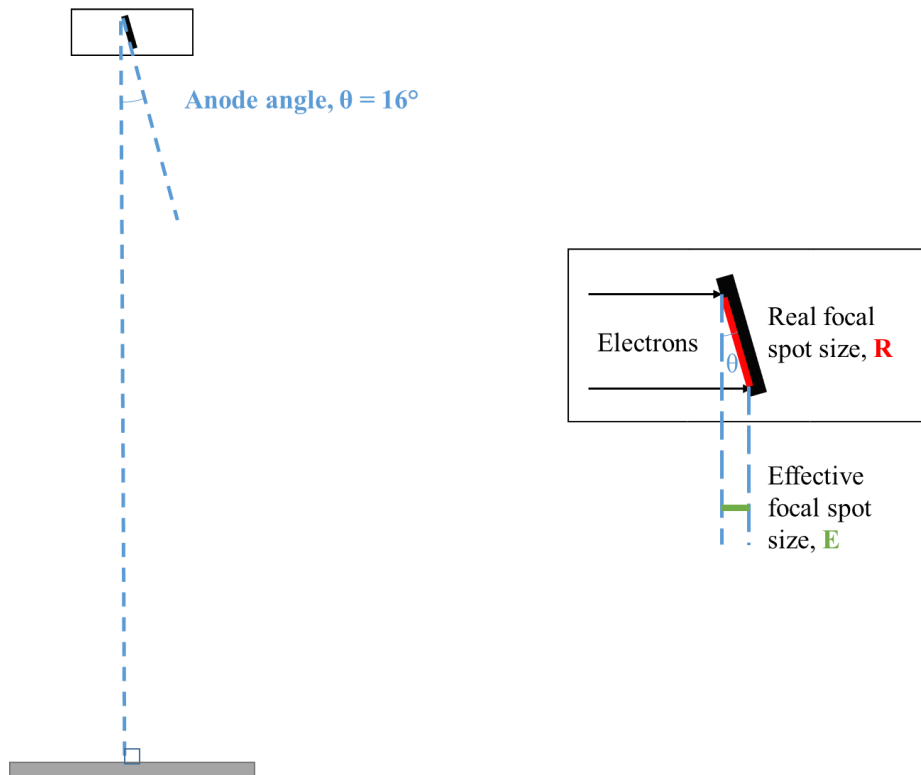 Anode angle, θ = 16°
Electrons
θ
Real focal
spot size, R
Effective
focal spot
size, E